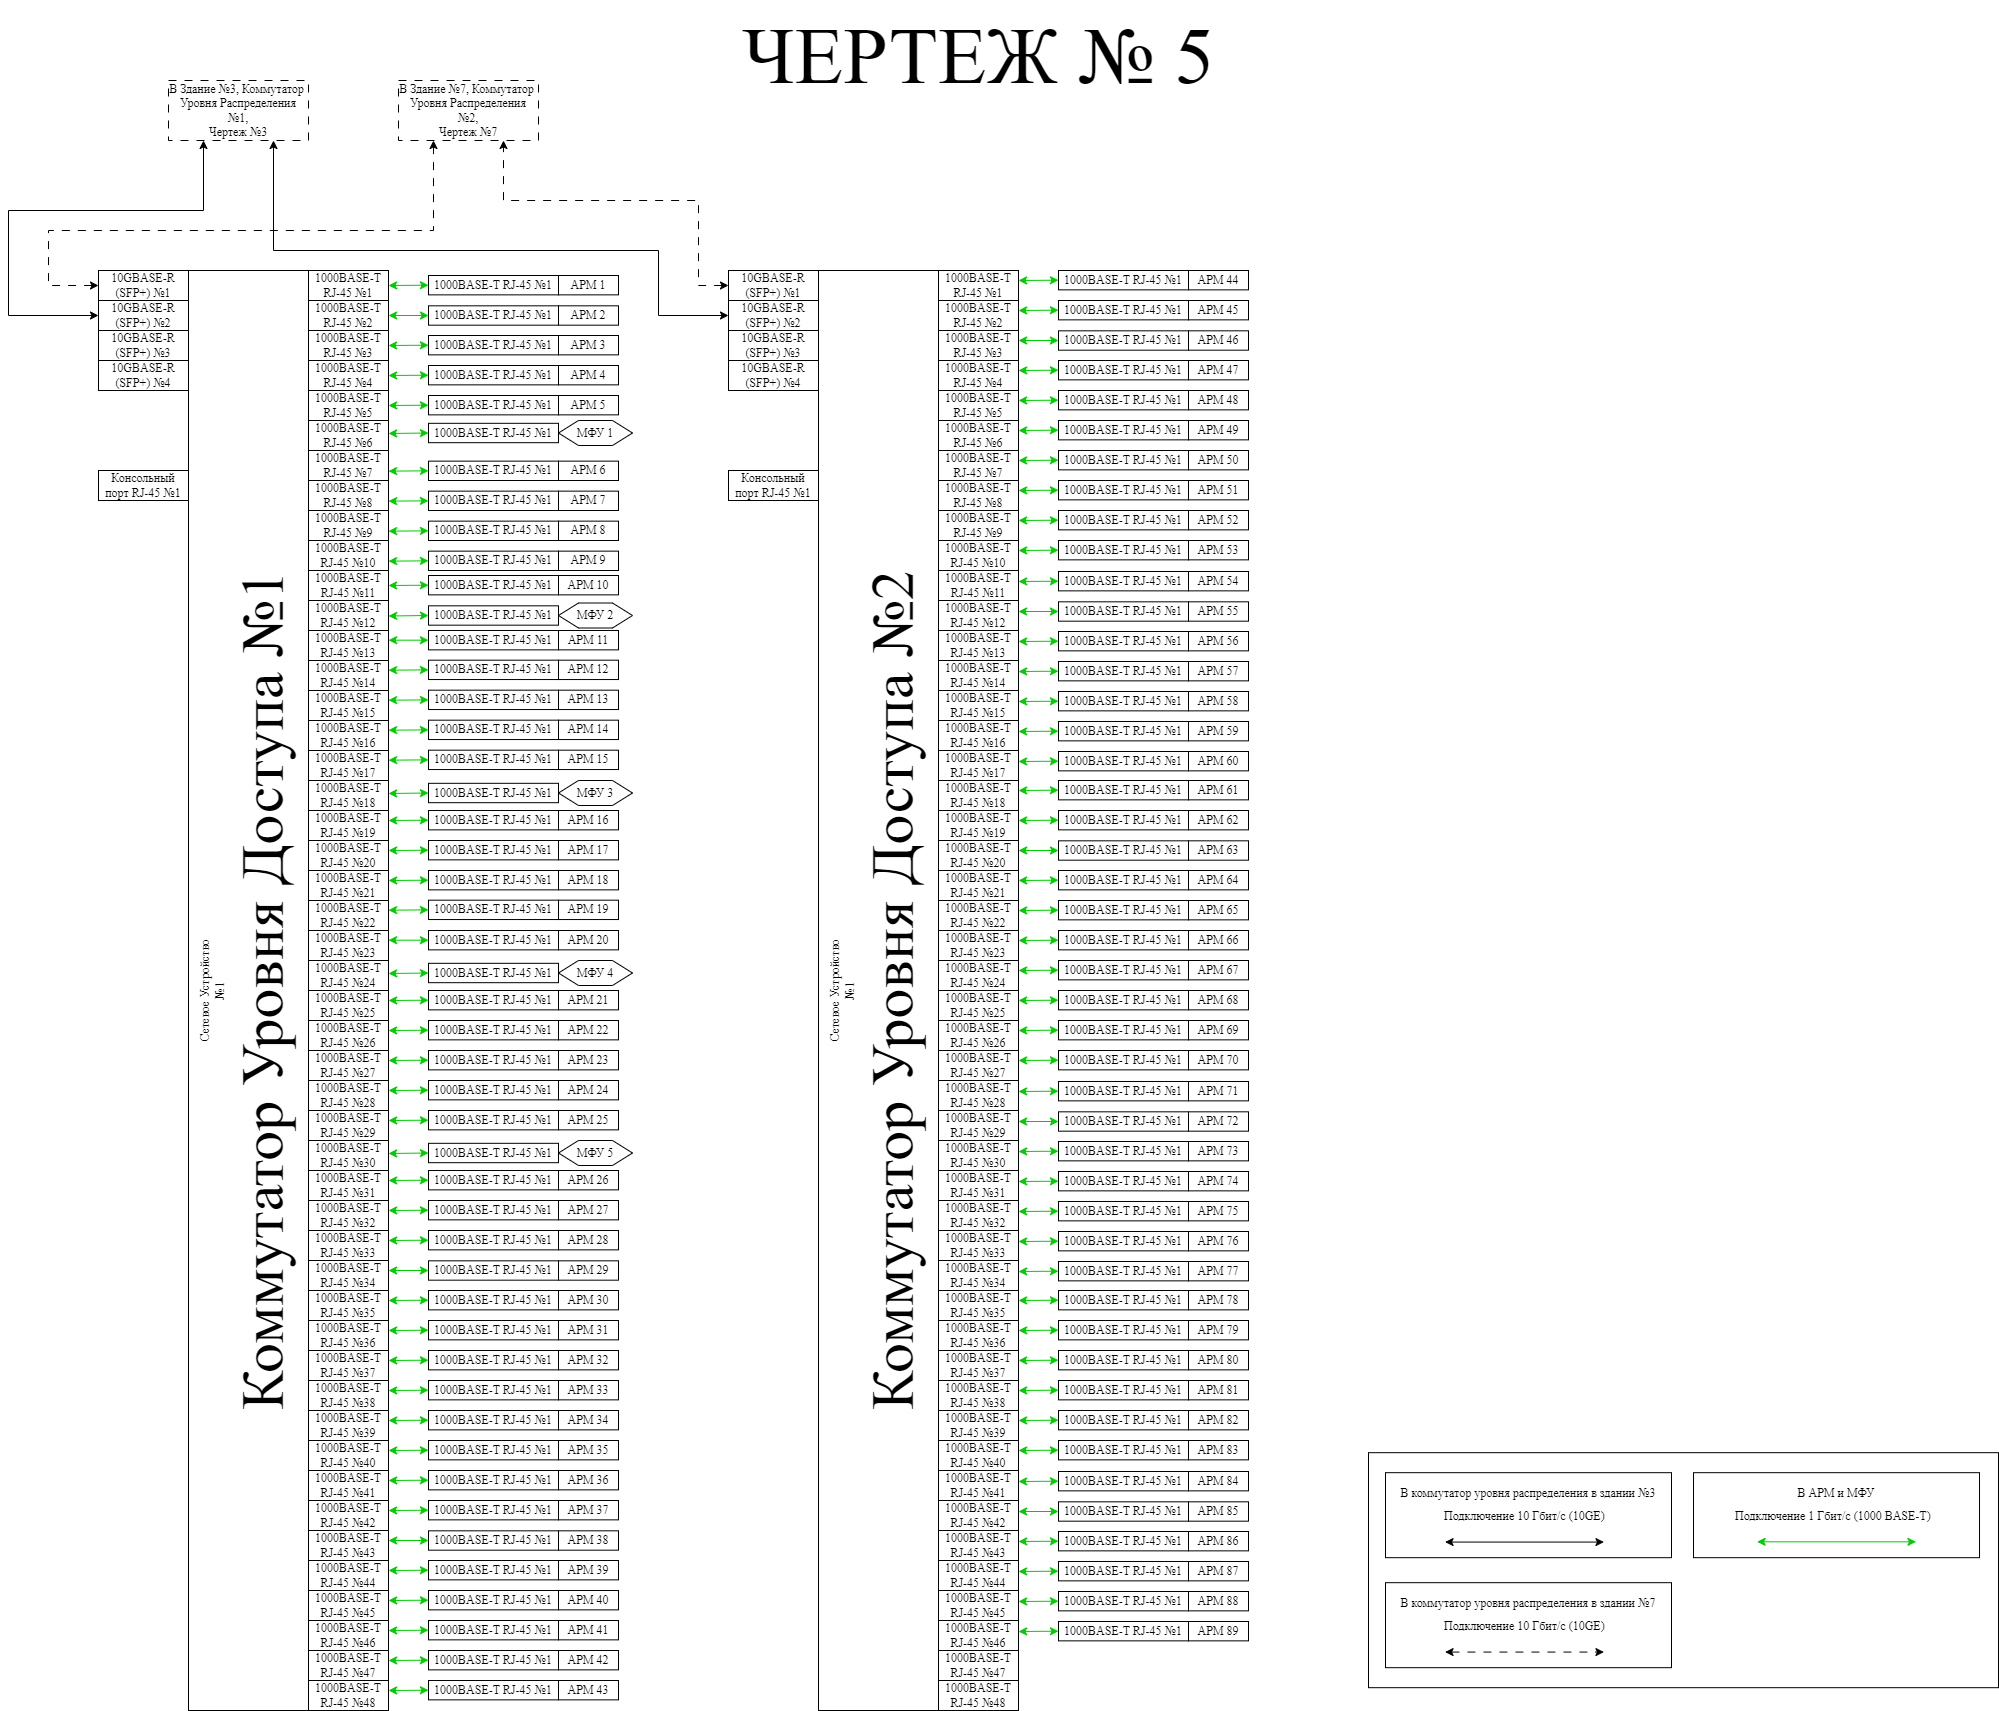 ЧЕРТЕЖ № 5
В Здание №3, Коммутатор
Уровня Распределения
№1,
Чертеж №3
В Здание №7, Коммутатор
Уровня Распределения
№2,
Чертеж №7
10GBASE-R
(SFP+) №1
10GBASE-R
(SFP+) №2
10GBASE-R
(SFP+) №3
10GBASE-R
(SFP+) №4
Консольный
порт RJ-45 №1
Сетевое Устройство
№1
Коммутатор Уровня Доступа №1
1000BASE-T
RJ-45 №1
1000BASE-T RJ-45 №1 АРМ 1
1000BASE-T
RJ-45 №2
1000BASE-T RJ-45 №1 АРМ 2
1000BASE-T
RJ-45 №3
1000BASE-T RJ-45 №1 АРМ 3
1000BASE-T
RJ-45 №4
1000BASE-T RJ-45 №1 АРМ 4
1000BASE-T
RJ-45 №5
1000BASE-T RJ-45 №1 АРМ 5
1000BASE-T
RJ-45 №6
1000BASE-T RJ-45 №1 МФУ 1
1000BASE-T
RJ-45 №7
1000BASE-T RJ-45 №1 АРМ 6
1000BASE-T
RJ-45 №8
1000BASE-T RJ-45 №1 АРМ 7
1000BASE-T
RJ-45 №9
1000BASE-T RJ-45 №1 АРМ 8
1000BASE-T
RJ-45 №10
1000BASE-T RJ-45 №1 АРМ 9
1000BASE-T
RJ-45 №11
1000BASE-T RJ-45 №1 АРМ 10
1000BASE-T
RJ-45 №12
1000BASE-T RJ-45 №1 МФУ 2
1000BASE-T
RJ-45 №13
1000BASE-T RJ-45 №1 АРМ 11
1000BASE-T
RJ-45 №14
1000BASE-T RJ-45 №1 АРМ 12
1000BASE-T
RJ-45 №15
1000BASE-T RJ-45 №1 АРМ 13
1000BASE-T
RJ-45 №16
1000BASE-T RJ-45 №1 АРМ 14
1000BASE-T
RJ-45 №17
1000BASE-T RJ-45 №1 АРМ 15
1000BASE-T
RJ-45 №18
1000BASE-T RJ-45 №1 МФУ 3
1000BASE-T
RJ-45 №19
1000BASE-T RJ-45 №1 АРМ 16
1000BASE-T
RJ-45 №20
1000BASE-T RJ-45 №1 АРМ 17
1000BASE-T
RJ-45 №21
1000BASE-T RJ-45 №1 АРМ 18
1000BASE-T
RJ-45 №22
1000BASE-T RJ-45 №1 АРМ 19
1000BASE-T
RJ-45 №23
1000BASE-T RJ-45 №1 АРМ 20
1000BASE-T
RJ-45 №24
1000BASE-T RJ-45 №1 МФУ 4
1000BASE-T
RJ-45 №25
1000BASE-T RJ-45 №1 АРМ 21
1000BASE-T
RJ-45 №26
1000BASE-T RJ-45 №1 АРМ 22
1000BASE-T
RJ-45 №27
1000BASE-T RJ-45 №1 АРМ 23
1000BASE-T
RJ-45 №28
1000BASE-T RJ-45 №1 АРМ 24
1000BASE-T
RJ-45 №29
1000BASE-T RJ-45 №1 АРМ 25
1000BASE-T
RJ-45 №30
1000BASE-T RJ-45 №1 МФУ 5
1000BASE-T
RJ-45 №31
1000BASE-T RJ-45 №1 АРМ 26
1000BASE-T
RJ-45 №32
1000BASE-T RJ-45 №1 АРМ 27
1000BASE-T
RJ-45 №33
1000BASE-T RJ-45 №1 АРМ 28
1000BASE-T
RJ-45 №34
1000BASE-T RJ-45 №1 АРМ 29
1000BASE-T
RJ-45 №35
1000BASE-T RJ-45 №1 АРМ 30
1000BASE-T
RJ-45 №36
1000BASE-T RJ-45 №1 АРМ 31
1000BASE-T
RJ-45 №37
1000BASE-T RJ-45 №1 АРМ 32
1000BASE-T
RJ-45 №38
1000BASE-T RJ-45 №1 АРМ 33
1000BASE-T
RJ-45 №39
1000BASE-T RJ-45 №1 АРМ 34
1000BASE-T
RJ-45 №40
1000BASE-T RJ-45 №1 АРМ 35
1000BASE-T
RJ-45 №41
1000BASE-T RJ-45 №1 АРМ 36
1000BASE-T
RJ-45 №42
1000BASE-T RJ-45 №1 АРМ 37
1000BASE-T
RJ-45 №43
1000BASE-T RJ-45 №1 АРМ 38
1000BASE-T
RJ-45 №44
1000BASE-T RJ-45 №1 АРМ 39
1000BASE-T
RJ-45 №45
1000BASE-T RJ-45 №1 АРМ 40
1000BASE-T
RJ-45 №46
1000BASE-T RJ-45 №1 АРМ 41
1000BASE-T
RJ-45 №47
1000BASE-T RJ-45 №1 АРМ 42
1000BASE-T
RJ-45 №48
1000BASE-T RJ-45 №1 АРМ 43
10GBASE-R
(SFP+) №1
10GBASE-R
(SFP+) №2
10GBASE-R
(SFP+) №3
10GBASE-R
(SFP+) №4
Консольный
порт RJ-45 №1
Сетевое Устройство
№1
Коммутатор Уровня Доступа №2
1000BASE-T
RJ-45 №1
1000BASE-T RJ-45 №1 АРМ 44
1000BASE-T
RJ-45 №2
1000BASE-T RJ-45 №1 АРМ 45
1000BASE-T
RJ-45 №3
1000BASE-T RJ-45 №1 АРМ 46
1000BASE-T
RJ-45 №4
1000BASE-T RJ-45 №1 АРМ 47
1000BASE-T
RJ-45 №5
1000BASE-T RJ-45 №1 АРМ 48
1000BASE-T
RJ-45 №6
1000BASE-T RJ-45 №1 АРМ 49
1000BASE-T
RJ-45 №7
1000BASE-T RJ-45 №1 АРМ 50
1000BASE-T
RJ-45 №8
1000BASE-T RJ-45 №1 АРМ 51
1000BASE-T
RJ-45 №9
1000BASE-T RJ-45 №1 АРМ 52
1000BASE-T
RJ-45 №10
1000BASE-T RJ-45 №1 АРМ 53
1000BASE-T
RJ-45 №11
1000BASE-T RJ-45 №1 АРМ 54
1000BASE-T
RJ-45 №12
1000BASE-T RJ-45 №1 АРМ 55
1000BASE-T
RJ-45 №13
1000BASE-T RJ-45 №1 АРМ 56
1000BASE-T
RJ-45 №14
1000BASE-T RJ-45 №1 АРМ 57
1000BASE-T
RJ-45 №15
1000BASE-T RJ-45 №1 АРМ 58
1000BASE-T
RJ-45 №16
1000BASE-T RJ-45 №1 АРМ 59
1000BASE-T
RJ-45 №17
1000BASE-T RJ-45 №1 АРМ 60
1000BASE-T
RJ-45 №18
1000BASE-T RJ-45 №1 АРМ 61
1000BASE-T
RJ-45 №19
1000BASE-T RJ-45 №1 АРМ 62
1000BASE-T
RJ-45 №20
1000BASE-T RJ-45 №1 АРМ 63
1000BASE-T
RJ-45 №21
1000BASE-T RJ-45 №1 АРМ 64
1000BASE-T
RJ-45 №22
1000BASE-T RJ-45 №1 АРМ 65
1000BASE-T
RJ-45 №23
1000BASE-T RJ-45 №1 АРМ 66
1000BASE-T
RJ-45 №24
1000BASE-T RJ-45 №1 АРМ 67
1000BASE-T
RJ-45 №25
1000BASE-T RJ-45 №1 АРМ 68
1000BASE-T
RJ-45 №26
1000BASE-T RJ-45 №1 АРМ 69
1000BASE-T
RJ-45 №27
1000BASE-T RJ-45 №1 АРМ 70
1000BASE-T
RJ-45 №28
1000BASE-T RJ-45 №1 АРМ 71
1000BASE-T
RJ-45 №29
1000BASE-T RJ-45 №1 АРМ 72
1000BASE-T
RJ-45 №30
1000BASE-T RJ-45 №1 АРМ 73
1000BASE-T
RJ-45 №31
1000BASE-T RJ-45 №1 АРМ 74
1000BASE-T
RJ-45 №32
1000BASE-T RJ-45 №1 АРМ 75
1000BASE-T
RJ-45 №33
1000BASE-T RJ-45 №1 АРМ 76
1000BASE-T
RJ-45 №34
1000BASE-T RJ-45 №1 АРМ 77
1000BASE-T
RJ-45 №35
1000BASE-T RJ-45 №1 АРМ 78
1000BASE-T
RJ-45 №36
1000BASE-T RJ-45 №1 АРМ 79
1000BASE-T
RJ-45 №37
1000BASE-T RJ-45 №1 АРМ 80
1000BASE-T
RJ-45 №38
1000BASE-T RJ-45 №1 АРМ 81
1000BASE-T
RJ-45 №39
1000BASE-T RJ-45 №1 АРМ 82
1000BASE-T
RJ-45 №40
1000BASE-T RJ-45 №1 АРМ 83
1000BASE-T
RJ-45 №41
1000BASE-T RJ-45 №1 АРМ 84
1000BASE-T
RJ-45 №42
1000BASE-T RJ-45 №1 АРМ 85
1000BASE-T
RJ-45 №43
1000BASE-T RJ-45 №1 АРМ 86
1000BASE-T
RJ-45 №44
1000BASE-T RJ-45 №1 АРМ 87
1000BASE-T
RJ-45 №45
1000BASE-T RJ-45 №1 АРМ 88
1000BASE-T
RJ-45 №46
1000BASE-T RJ-45 №1 АРМ 89
1000BASE-T
RJ-45 №47
1000BASE-T
RJ-45 №48
В коммутатор уровня распределения в здании №3
Подключение 10 Гбит/с (10GE)
В АРМ и МФУ
Подключение 1 Гбит/с (1000 BASE-T)
В коммутатор уровня распределения в здании №7
Подключение 10 Гбит/с (10GE)